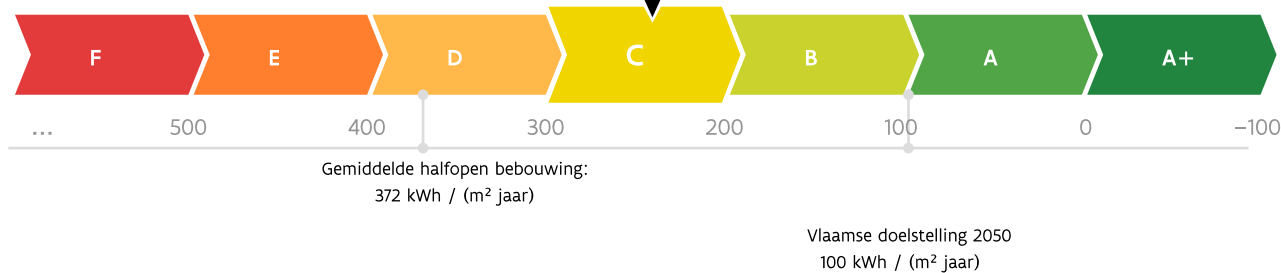 F E D C B A A+
... 500 400 300 200 100 0 −100
Gemiddelde halfopen bebouwing:
372 kWh / (m² jaar)
Vlaamse doelstelling 2050
100 kWh / (m² jaar)